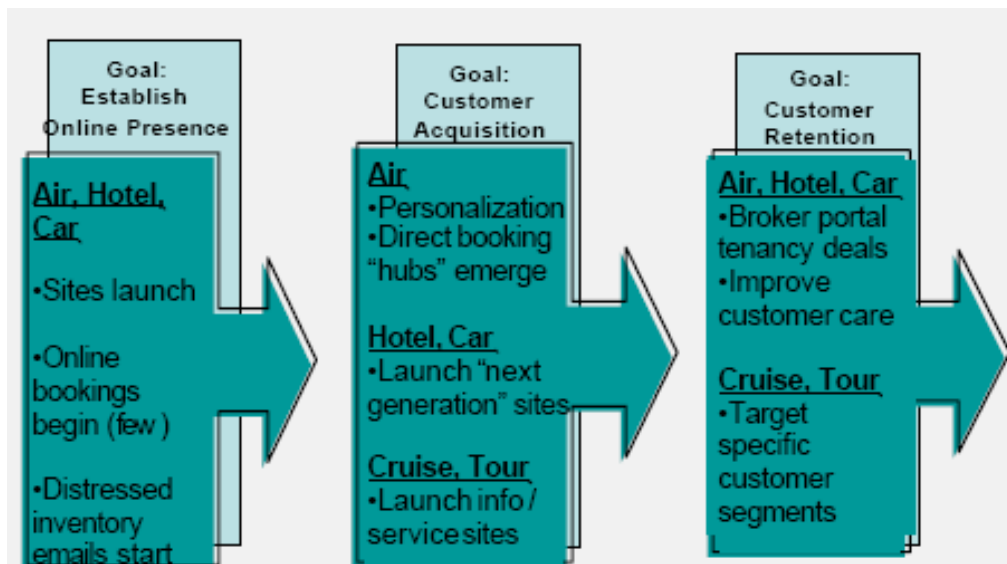 Goal:
Establish
Online Presence
Air, Hotel,
Car
•Sites launch
•Online
bookings
begin (few )
•Distressed
inventory
emails start
Goal:
Customer
Acquisition
Air
•Personalization
•Direct booking
“hubs” emerge
Hotel, Car
•Launch “next
generation” sites
Cruise, Tour
•Launch info /
service sites
Goal:
Customer
Retention
Air, Hotel, Car
•Broker portal
tenancy deals
•Improve
customer care
Cruise, Tour
•Target
specific
customer
segments